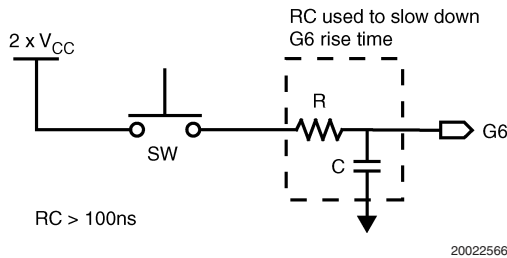 RC used to slow down
G6 rise time
2 x VCC
R
G6
SW
C
RC > 100ns
20022566